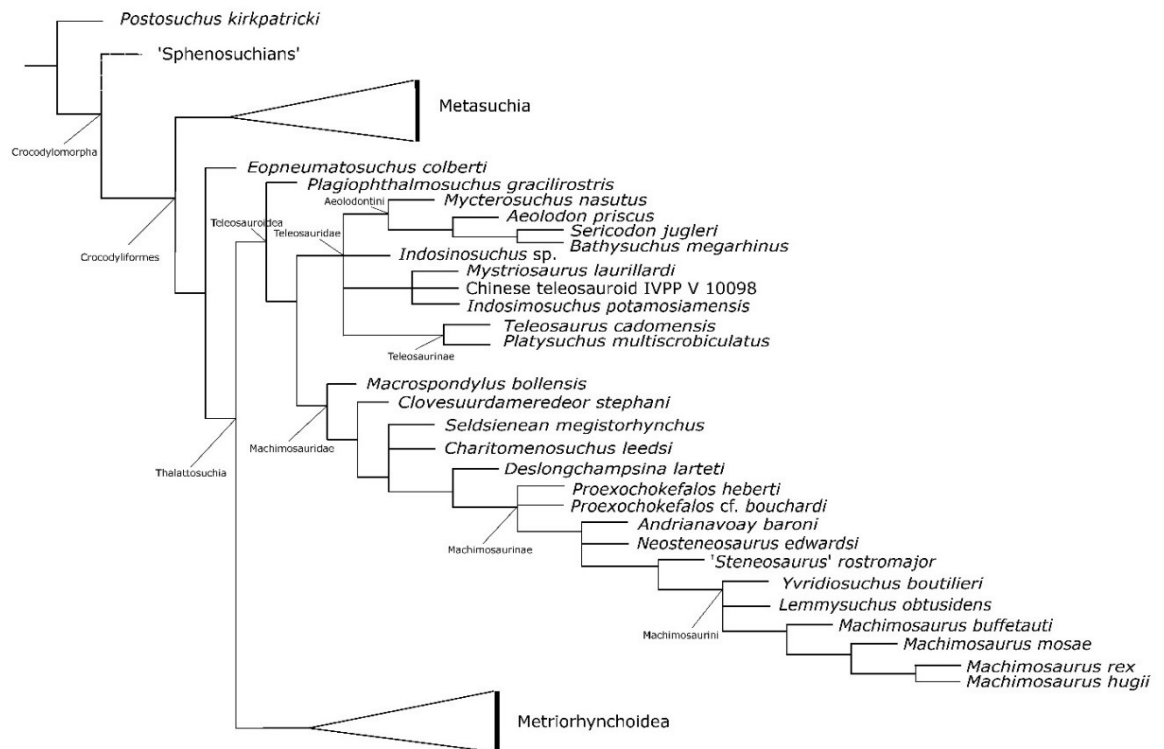 Postosuchus kirkpatricki
'Sphenosuchians'
Metasuchia
Crocodylomorpha
Eopneumatosuchus colberti
Plagiophthalmosuchus gracilirostris
Aeolodontini
Mycterosuchus nasutus
Aeolodon priscus
Teleosauroidea
Teleosauridae
Sericodon jugleri
Bathysuchus megarhinus
Crocodyliformes
Indosinosuchus sp.
Mystriosaurus laurillardi
Chinese teleosauroid IVPP V 10098
Indosimosuchus potamosiamensis
Teleosaurus cadomensis
Platysuchus multiscrobiculatus
Teleosaurinae
Macrospondylus bollensis
Clovesuurdameredeor stephani
Seldsienean megistorhynchus
Machimosauridae
Charitomenosuchus leedsi
Thalattosuchia
Deslongchampsina larteti
Proexochokefalos heberti
Proexochokefalos cf. bouchardi
Andrianavoay baroni
Machimosaurinae
Neosteneosaurus edwardsi
'Steneosaurus' rostromajor
Yvridiosuchus boutilieri
Lemmysuchus obtusidens
Machimosaurini
Machimosaurus buffetauti
Machimosaurus mosae
Machimosaurus rex
Machimosaurus hugii
Metriorhynchoidea